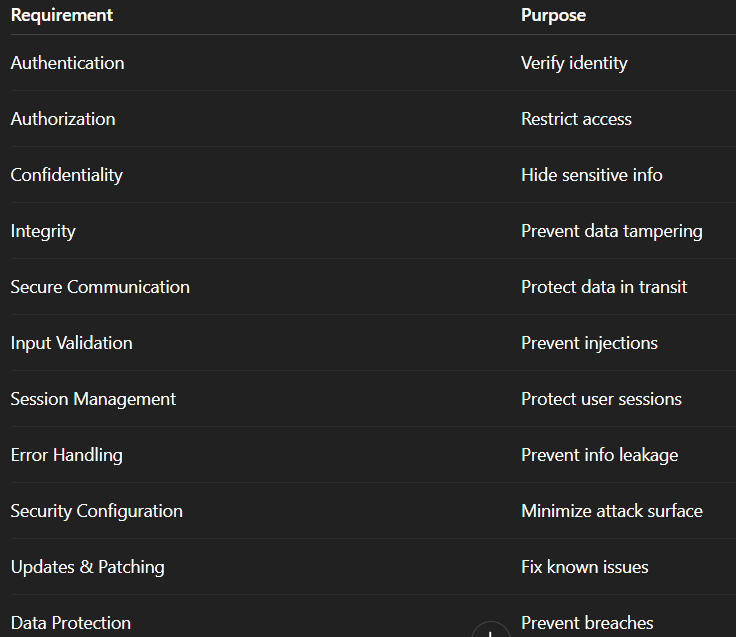 Requirement Purpose
Authentication Verify identity
Authorization Restrict access
Confidentiality Hide sensitive info
Integrity Prevent data tampering
Secure Communication Protect data in transit
Input Validation Prevent injections
Session Management Protect user sessions
Error Handling Prevent info leakage
Security Configuration Minimize attack surface
Updates & Patching Fix known issues
Data Protection Prevent breaches